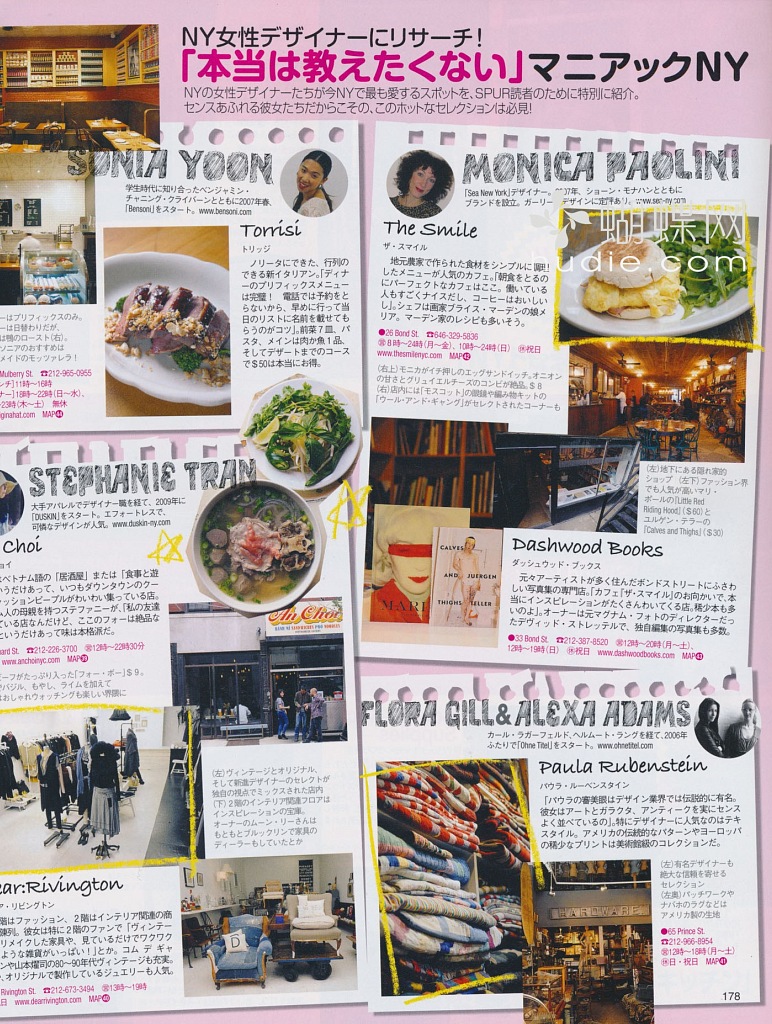 NY女性デザイナーにリサーチ!
「本当は教えたくない」マニアックNY
NYの女性デザイナーたちが今NYで最も愛するスポットを、SPUR読者のために特別に紹介。
センスあふれる彼女たちだからこその、このホットなセレクションは必見!
SONIA YOON
学生時代に知り合ったベンジャミン・
チャニング・クライバーンとともに2007年春、
「Bensoni」をスタート。www.bensoni.com
Torrisi
トリッジ
ノリータにできた、行列の
できる新イタリアン。「ディナ
ーのプリフィックスメニュー
は完璧! 電話では予約をと
らないから、早めに行って当
日のリストに名前を載せても
らうのがコツ」。前菜7皿、パ
スタ、メインは肉か魚1品、
そしてデザートまでのコース
で$50は本当にお得。
ーはプリフィックスのみ。
ーは日替わりだが、
は鴨のロースト(右)。
ソニアのおすすめは
メイドのモッツァレラ!
Mulberry St. ☎212-965-0955
ンチ]11時〜16時
ナー]18時〜22時(日〜水)、
〜23時(木〜土) 無休
iginahat.com MAP44
MONICA PAOLINI
「Sea New York」デザイナー。2007年、ショーン・モナハンとともに
ブランドを設立。ガーリー デザインに定評あり。www.sea-ny.com
蝴蝶网
udie.com
The Smile
ザ・スマイル
地元農家で作られた食材をシンプルに調理
したメニューが人気のカフェ。「朝食をとるの
にパーフェクトなカフェはここ。働いている
人もすごくナイスだし、コーヒーはおいしい
し」。シェフは画家ブライス・マーデンの娘メ
リア。マーデン家のレシピも多いそう。
●26 Bond St. ☎646-329-5836
営8時〜24時(月〜金)、10時〜24時(日) 休祝日
www.thesmilenyc.com MAP42
(右上)モニカがイチ押しのエッグサンドイッチ。オニオン
の甘さとグリュイエルチーズのコンビが絶品。$8
(右)店内には「モスコット」の眼鏡や編み物キットの
「ウール・アンド・ギャング」がセレクトされたコーナーも
STEPHANIE TRAN
大手アパレルでデザイナー職を経て、2009年に
「DUSKIN」をスタート。エフォートレスで、
可憐なデザインが人気。www.duskin-ny.com
Choi
ョイ
はベトナム語の「居酒屋」または「食事と遊
いうだけあって、いつもダウンタウンのクー
ッションピープルがわいわい集っている店。
ム人の母親を持つステファニーが、「私の友達
ている店なんだけど、ここのフォーは絶品な
というだけあって味は本格派だ。
hard St. ☎212-226-3700 営12時〜22時30分
www.anchoinyc.com MAP39
ーフがたっぷり入った「フォー・ボー」$9。
バジル、もやし、ライムを加えて
はおしゃれウォッチングも楽しい界隈に
An Choi
MARI
CALVES
AND
THIGHS
JUERGEN
TELLER
(左)地下にある隠れ家的
ショップ (左下)ファッション界
でも人気が高いマリ・
ポールの『Little Red
Riding Hood』($60)と
ユルゲン・テラーの
『Calves and Thighs』($30)
Dashwood Books
ダッシュウッド・ブックス
元々アーティストが多く住んだボンドストリートにふさわ
しい写真集の専門店。「カフェ『ザ・スマイル』のお向かいで、本
当にインスピレーションがたくさんわいてくる店。稀少本も多
いのよ」。オーナーは元マグナム・フォトのディレクターだっ
たデヴィッド・ストレッテルで、独自編集の写真集も多数。
●33 Bond St. ☎212-387-8520 営12時〜20時(月〜土)、
12時〜19時(日) 休祝日 www.dashwoodbooks.com MAP43
(左)ヴィンテージとオリジナル、
そして新進デザイナーのセレクトが
独自の視点でミックスされた店内
(下)2階のインテリア関連フロアは
インスピレーションの宝庫。
オーナーのムーン・リーさんは
もともとブルックリンで家具の
ディーラーもしていたとか
ear:Rivington
ア・リビングトン
階はファッション、2階はインテリア関連の商
陳列。彼女は特に2階のファンで「ヴィンテー
リメイクした家具や、見ているだけでワクワク
ような雑貨がいっぱい!」とか。コム デ ギャ
ンや山本耀司の80〜90年代ヴィンテージも充実。
、オリジナルで製作しているジュエリーも人気。
Rivington St. ☎212-673-3494 営13時〜19時
日 www.dearrivington.com MAP40
D
FLORA GILL & ALEXA ADAMS
カール・ラガーフェルド、ヘルムート・ラングを経て、2006年
ふたりで「Ohne Titel」をスタート。www.ohnetitel.com
Paula Rubenstein
パウラ・ルーベンスタイン
「パウラの審美眼はデザイン業界では伝説的に有名。
彼女はアートとガラクタ、アンティークを実にセンス
よく並べているの」。特にデザイナーに人気なのはテキ
スタイル。アメリカの伝統的なパターンやヨーロッパ
の稀少なプリントは美術館級のコレクションだ。
(左)有名デザイナーも
絶大な信頼を寄せる
セレクション
(左奥)パッチワークや
ナバホのラグなどは
アメリカ製の生地
●65 Prince St.
☎212-966-8954
営12時〜18時(月〜土)
休日・祝日 MAP41
HARDWARE
178